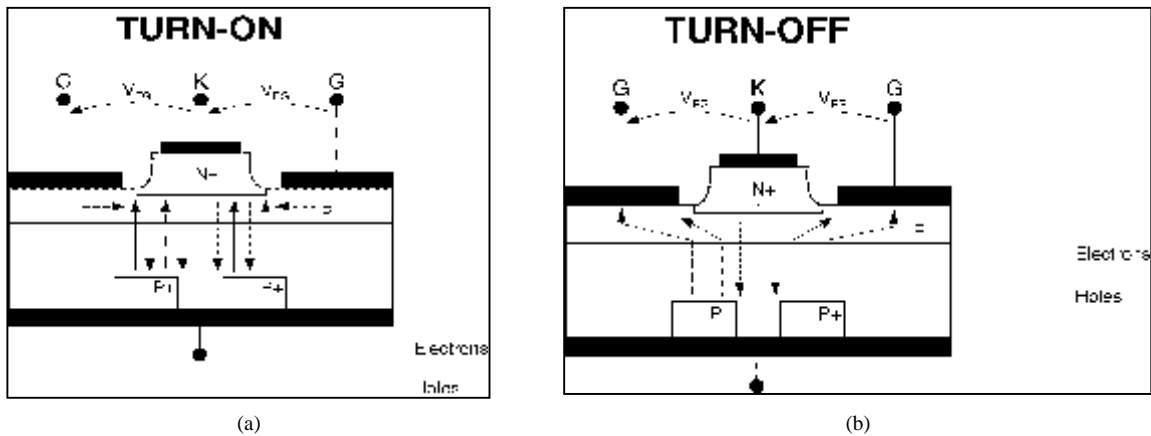 TURN-ON
G K G
N+
P+ P+
Electrons
Holes
(a)
TURN-OFF
G K G
N+
P P+
Electrons
Holes
(b)